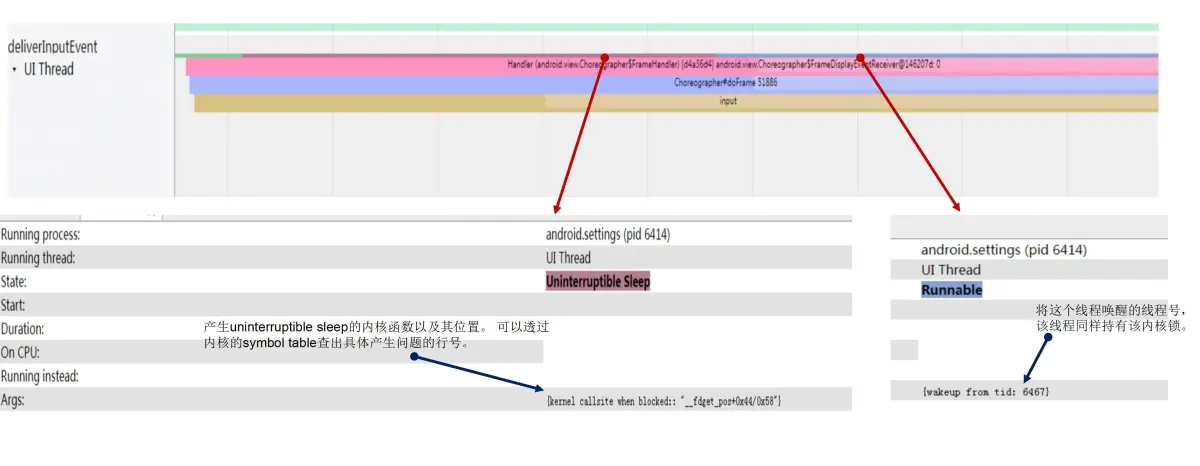 deliverInputEvent
UI Thread
Handler (android.view.Choreographer$FrameHandler) (d4a36d4) android.view.Choreographer$FrameDisplayEventReceiver@146207d: 0
Choreographer#doFrame 51886
input
Running process: android.settings (pid 6414)
Running thread: UI Thread
State: Uninterruptible Sleep
Start:
Duration:
On CPU:
Running instead:
Args: {kernel callsite when blocked:: "__fdget_pos+0x44/0x58"}
产生uninterruptible sleep的内核函数以及其位置。 可以透过
内核的symbol table查出具体产生问题的行号。
android.settings (pid 6414)
UI Thread
Runnable
将这个线程唤醒的线程号，
该线程同样持有该内核锁。
{wakeup from tid: 6467}